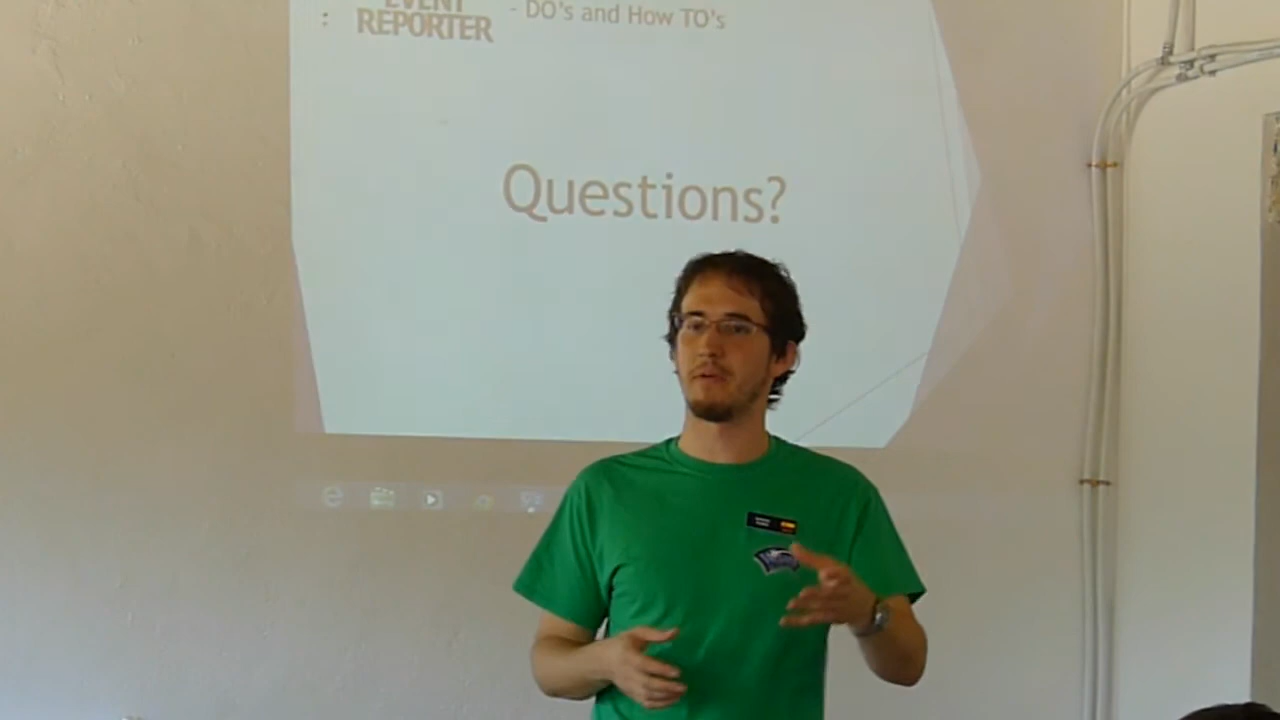 EVENT
REPORTER
- DO's and How TO's
:
Questions?